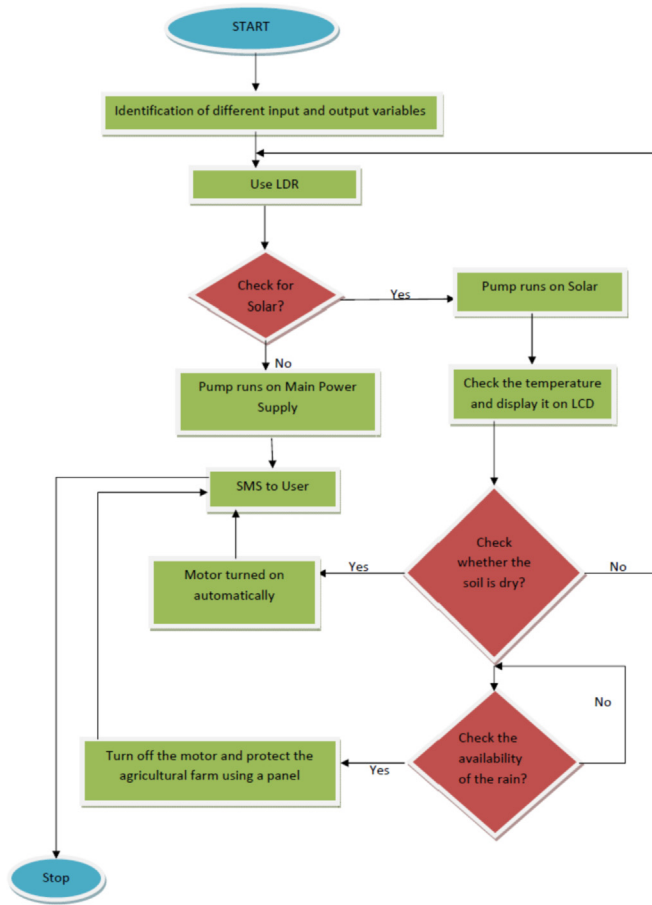 START
Identification of different input and output variables
Use LDR
Check for
Solar?
Yes
Pump runs on Solar
No
Pump runs on Main Power
Supply
Check the temperature
and display it on LCD
SMS to User
Check
whether the
soil is dry?
Yes
No
Motor turned on
automatically
No
Check the
availability
of the rain?
Yes
Turn off the motor and protect the
agricultural farm using a panel
Stop